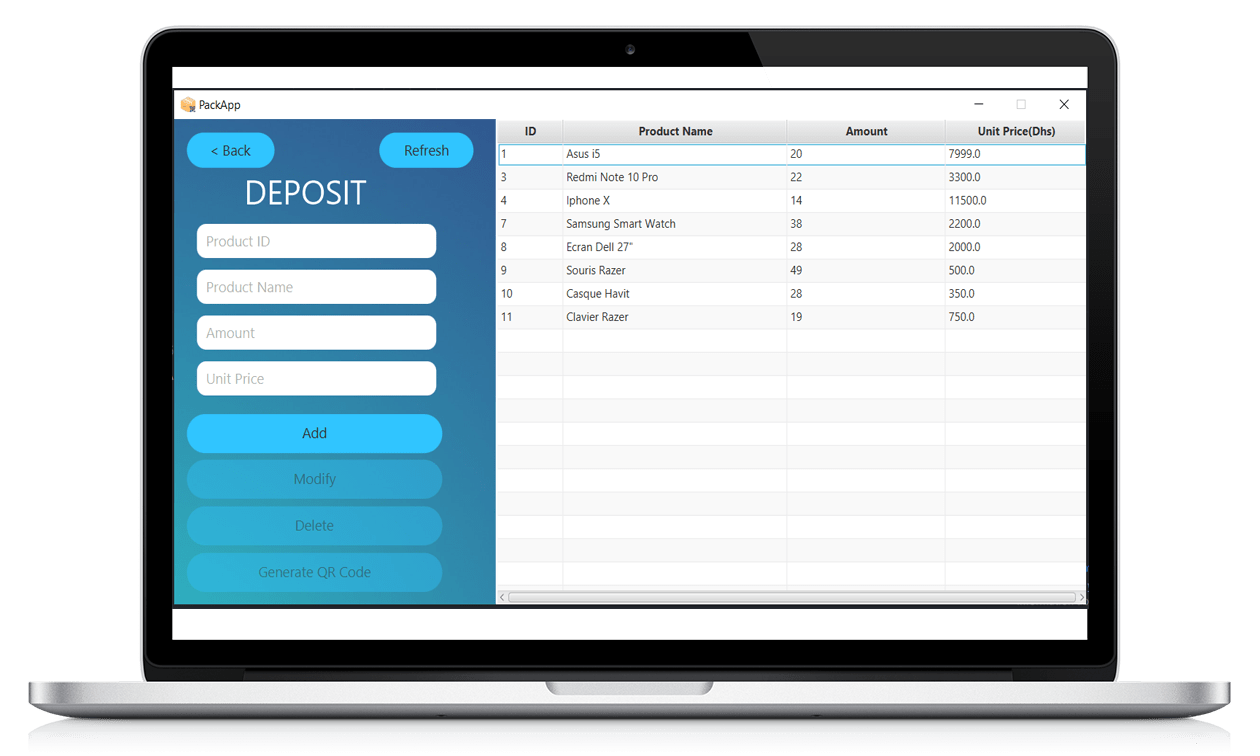 PackApp
< Back
Refresh
DEPOSIT
Product ID
Product Name
Amount
Unit Price
Add
Modify
Delete
Generate QR Code
ID Product Name Amount Unit Price(Dhs)
1 Asus i5 20 7999.0
3 Redmi Note 10 Pro 22 3300.0
4 Iphone X 14 11500.0
7 Samsung Smart Watch 38 2200.0
8 Ecran Dell 27" 28 2000.0
9 Souris Razer 49 500.0
10 Casque Havit 28 350.0
11 Clavier Razer 19 750.0